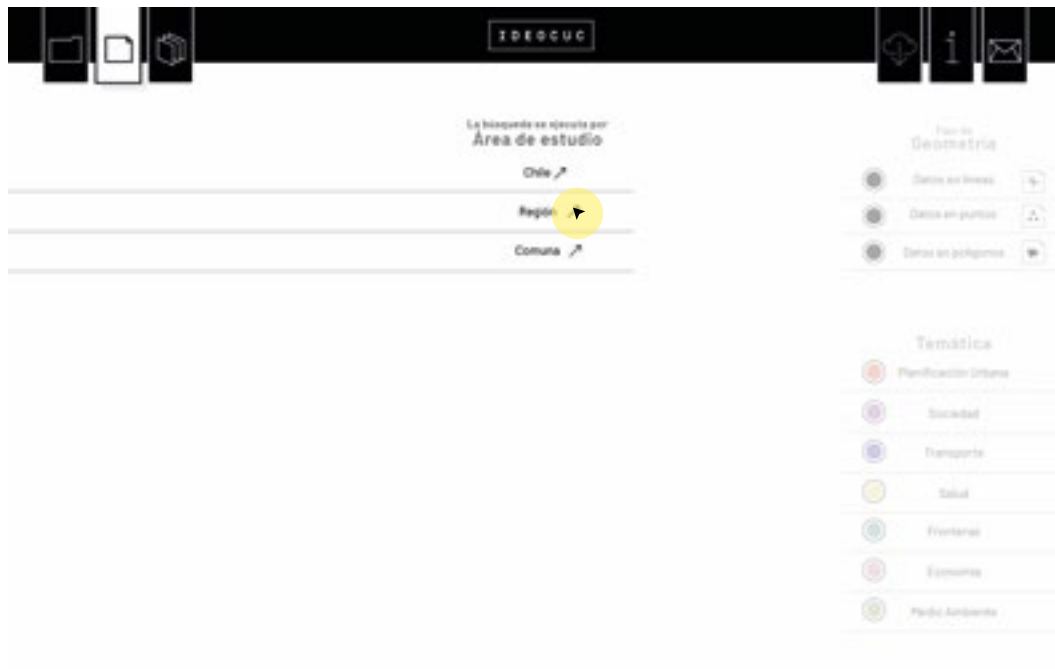 IDEOCUC
La búsqueda se ejecuta por
Área de estudio
Chile
Región
Comuna
Tipo de
Geometría
Datos en líneas
Datos en puntos
Datos en polígonos
Temática
Planificación Urbana
Sociedad
Transporte
Salud
Fronteras
Economía
Medio Ambiente